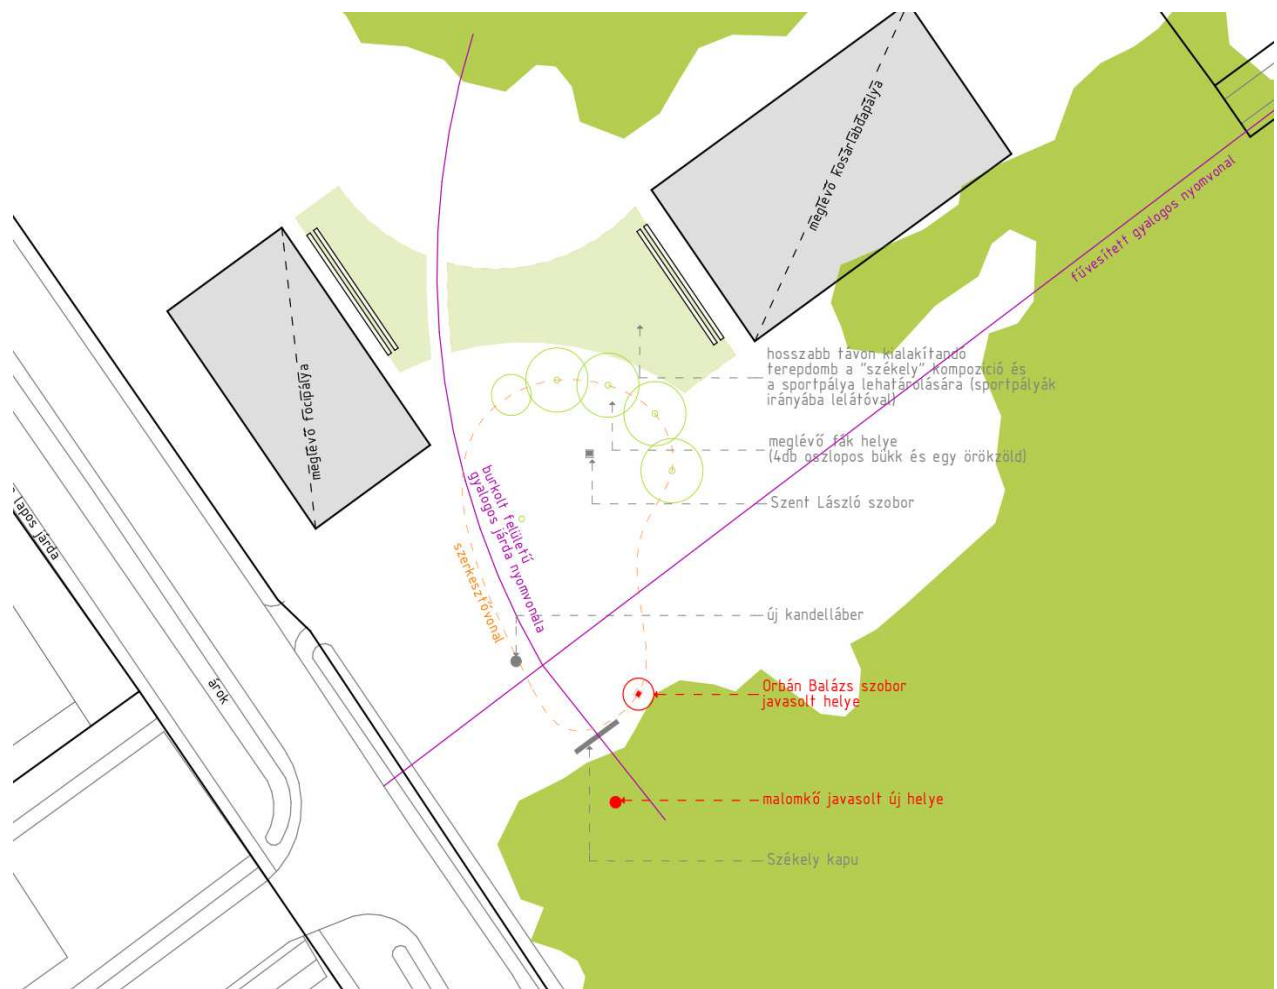 meglévő kosárlabdapálya
fűvesített gyalogos nyomvonal
meglévő fócipálya
hosszabb távon kialakítandó
terepdomb a "székely" kompozíció és
a sportpálya lehatárolására (sportpályák
irányába lelátóval)
meglévő fák helye
(4db oszlopos bükk és egy örökzöld)
Szent László szobor
burkolt felületű
gyalogos járda nyomvonala
szerkesztővonal
lapos járda
új kandelláber
árok
Orbán Balázs szobor
javasolt helye
malomkő javasolt új helye
Székely kapu